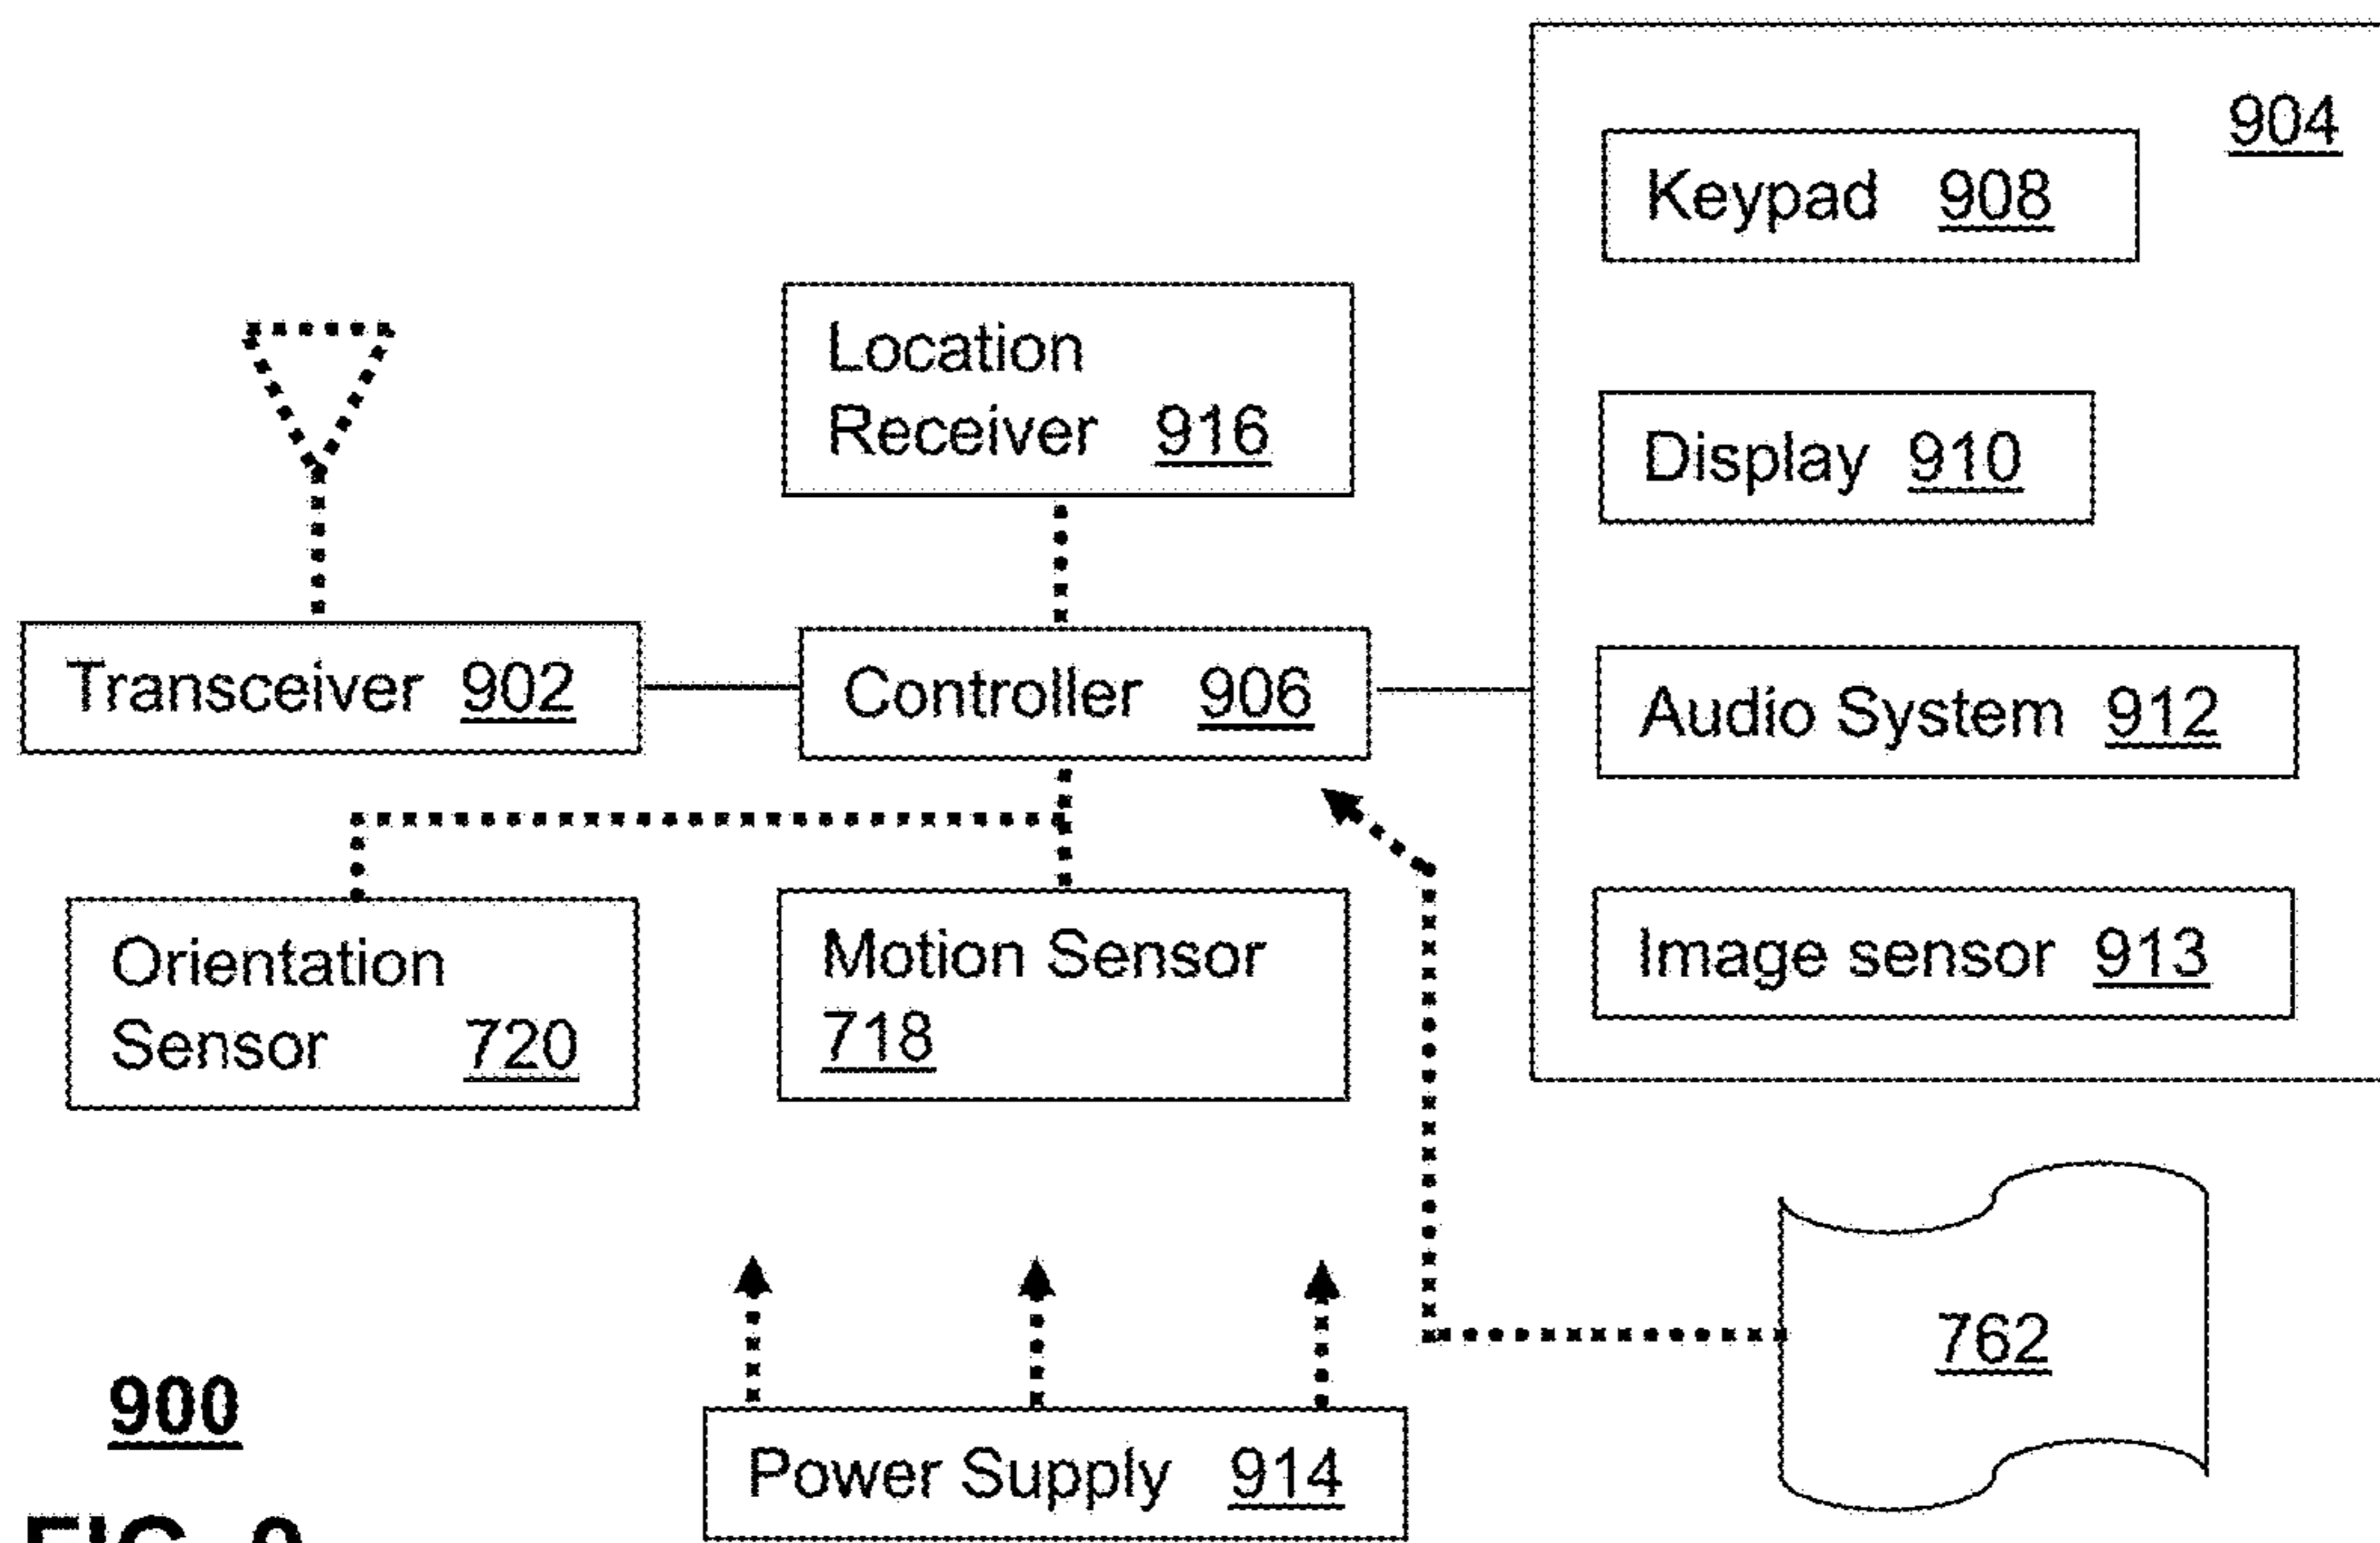 904
Keypad 908
Location
Receiver 916
Display 910
Transceiver 902
Controller 906
Audio System 912
Orientation
Sensor 720
Motion Sensor
718
Image sensor 913
762
900
Power Supply 914